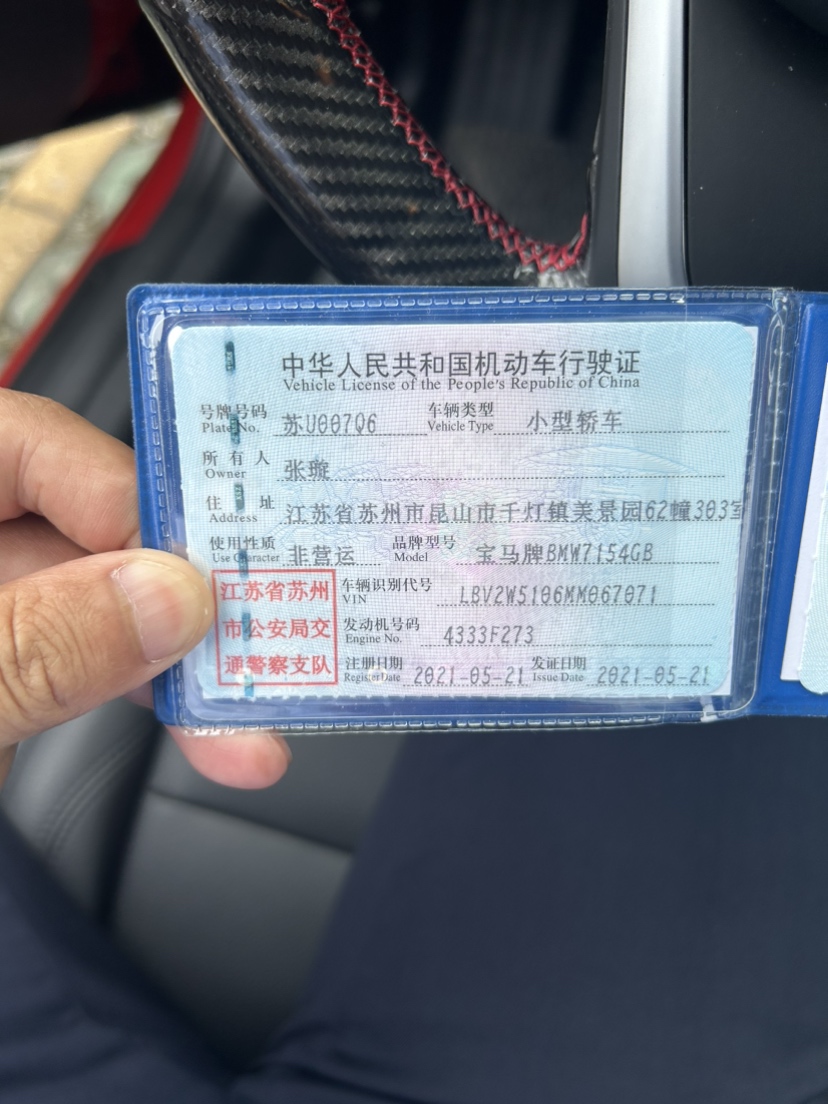 中华人民共和国机动车行驶证
Vehicle License of the People's Republic of China
号牌号码 苏U007Q6 车辆类型 小型轿车
Plate No. Vehicle Type
所有人 张璇
Owner
住址 江苏省苏州市昆山市千灯镇美景园62幢303室
Address
使用性质 非营运 品牌型号 宝马牌BMW7154GB
Use Character Model
江苏省苏州
市公安局交
通警察支队
车辆识别代号 LBV2W5106MM067071
VIN
发动机号码 4333F273
Engine No.
注册日期 2021-05-21 发证日期 2021-05-21
Register Date Issue Date